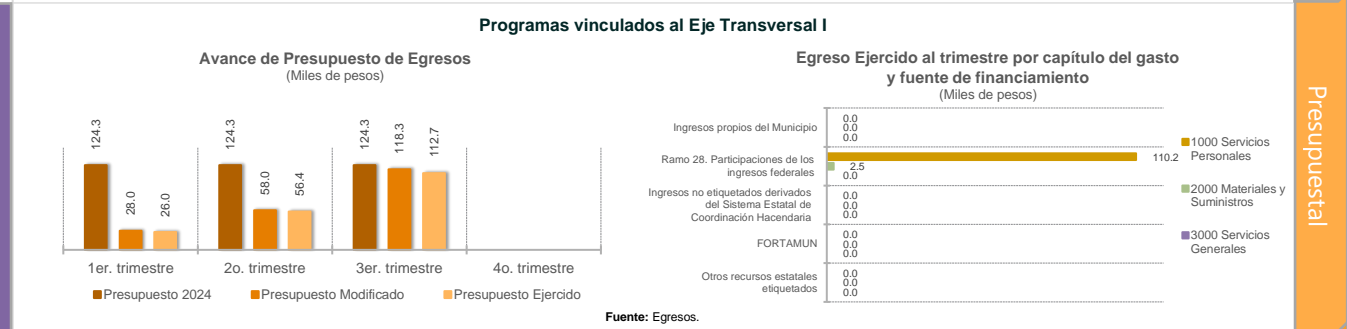 Programas vinculados al Eje Transversal I
Avance de Presupuesto de Egresos
(Miles de pesos)
124.3
28.0
26.0
124.3
58.0
56.4
124.3
118.3
112.7
1er. trimestre
2o. trimestre
3er. trimestre
4o. trimestre
Presupuesto 2024
Presupuesto Modificado
Presupuesto Ejercido
Egreso Ejercido al trimestre por capítulo del gasto
y fuente de financiamiento
(Miles de pesos)
Ingresos propios del Municipio
0.0
0.0
0.0
Ramo 28. Participaciones de los
ingresos federales
110.2
2.5
0.0
Ingresos no etiquetados derivados
del Sistema Estatal de
Coordinación Hacendaria
0.0
0.0
0.0
FORTAMUN
0.0
0.0
0.0
Otros recursos estatales
etiquetados
0.0
0.0
0.0
1000 Servicios
Personales
2000 Materiales y
Suministros
3000 Servicios
Generales
Fuente: Egresos.
Presupuestal